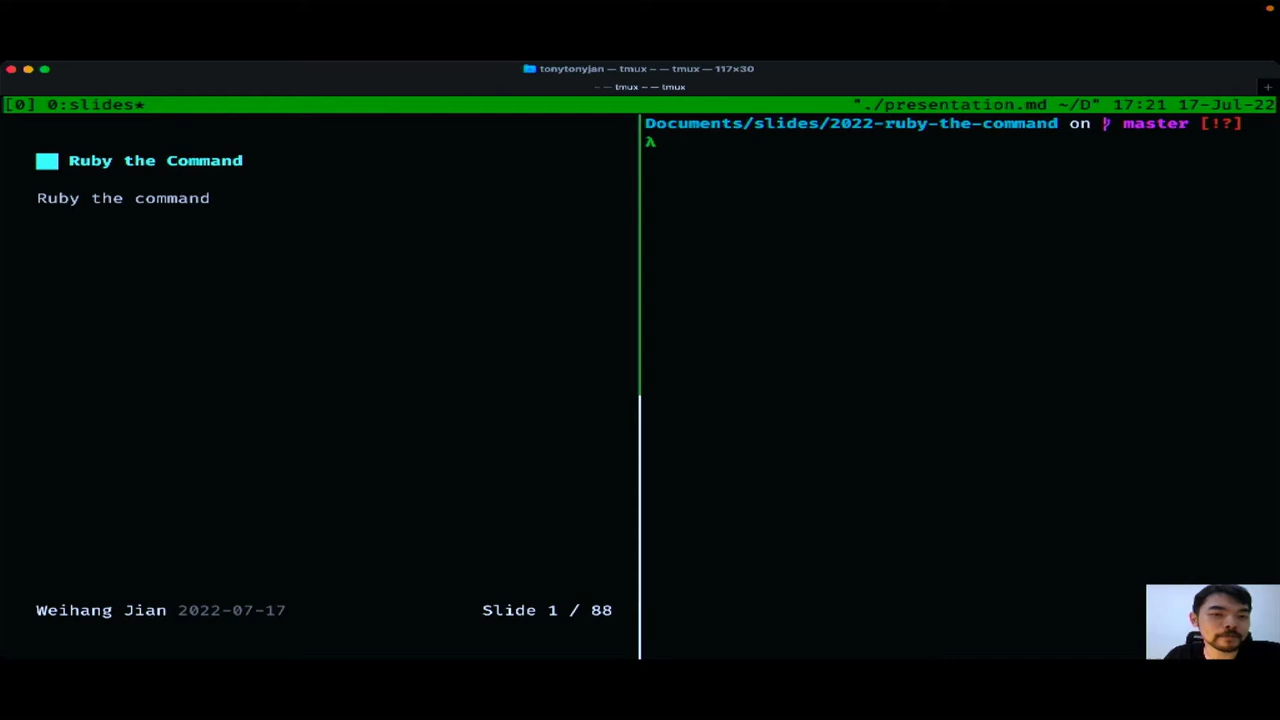 tonytonyjan — tmux - — tmux — 117×30
- — tmux - — tmux
+
[0] 0:slides* "./presentation.md ~/D" 17:21 17-Jul-22
Ruby the Command
Ruby the command
Weihang Jian 2022-07-17 Slide 1 / 88
Documents/slides/2022-ruby-the-command on master [!?]
λ